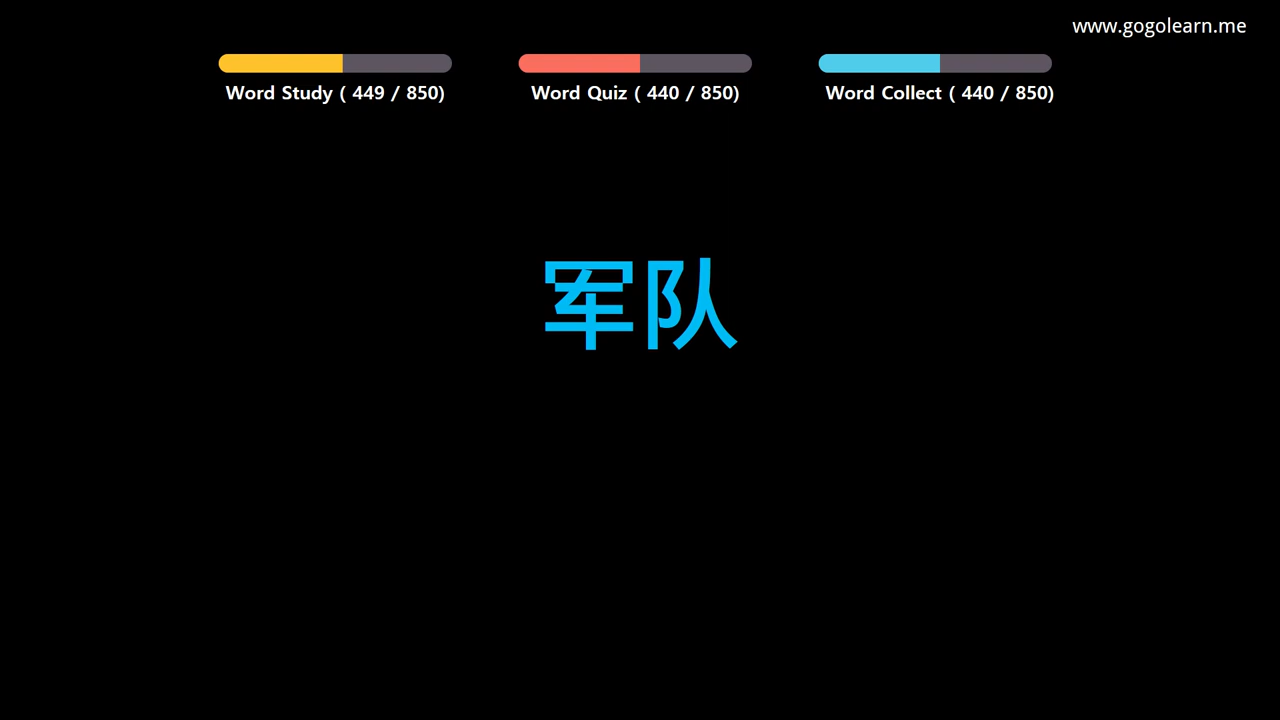 www.gogolearn.me
Word Study ( 449 / 850)
Word Quiz ( 440 / 850)
Word Collect ( 440 / 850)
军队